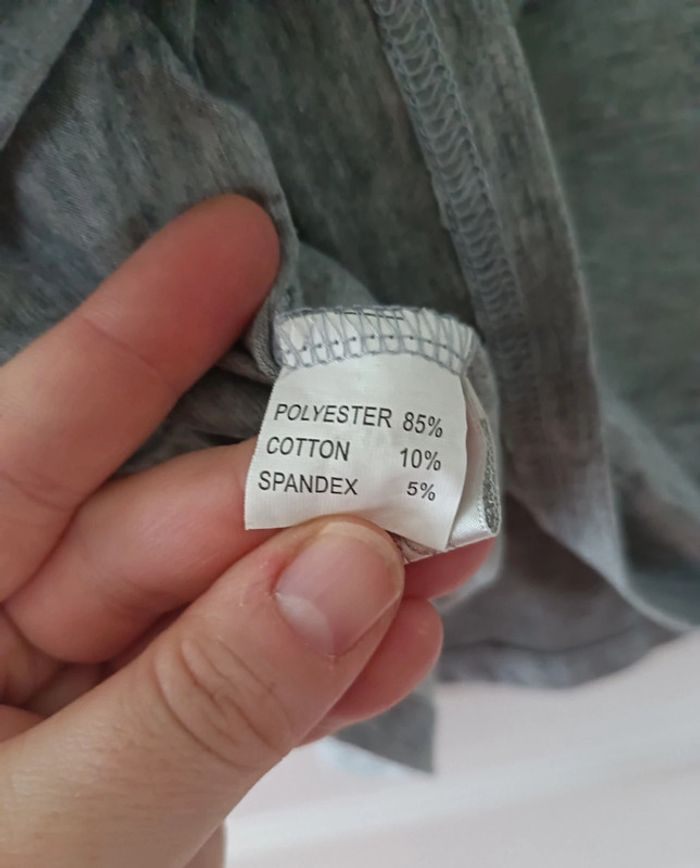 POLYESTER 85%
COTTON 10%
SPANDEX 5%